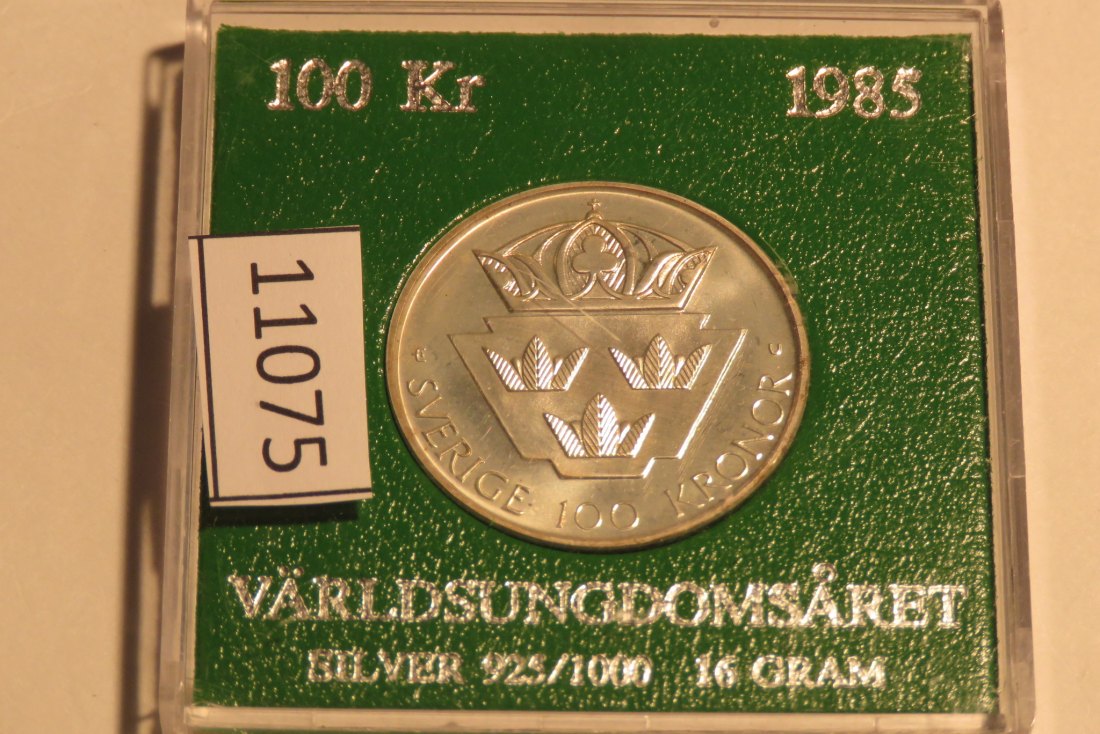 100 Kr 1985
11075
E C
SVERIGE 100 KRONOR
VÄRLDSUNGDOMSÅRET
SILVER 925/1000 16 GRAM